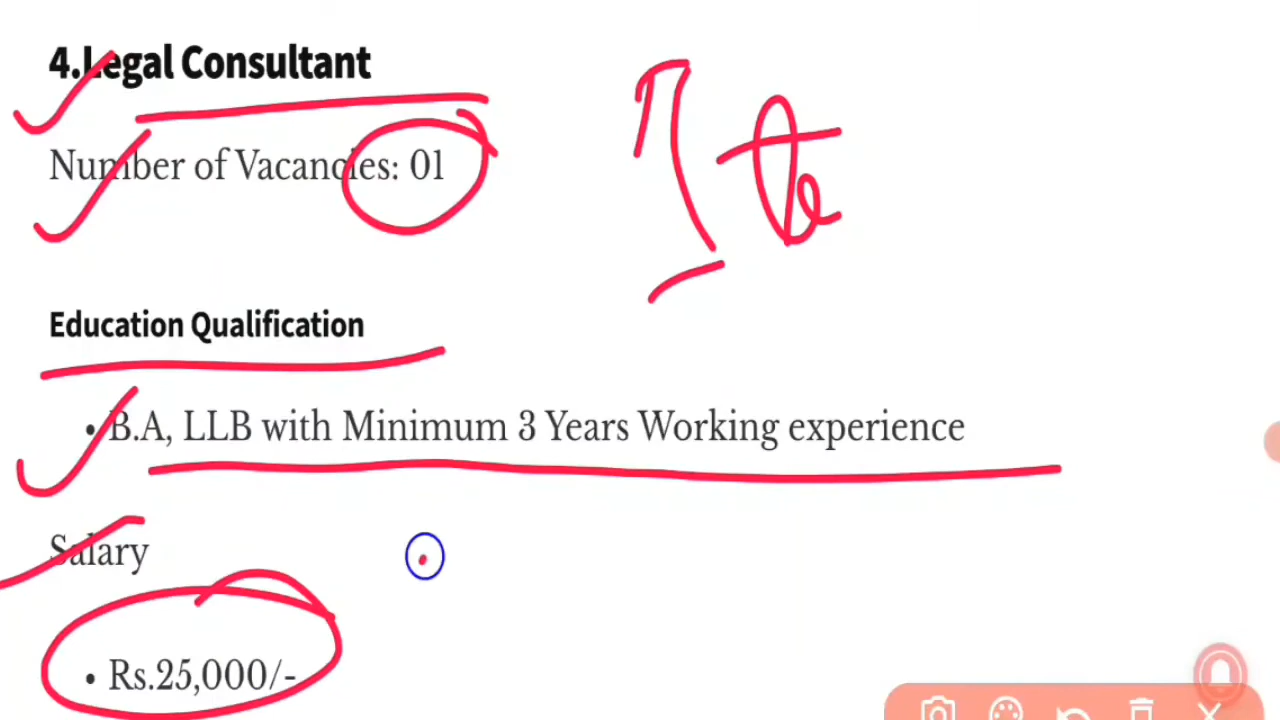 4.Legal Consultant
Number of Vacancies: 01
Education Qualification
• B.A, LLB with Minimum 3 Years Working experience
Salary
• Rs.25,000/-